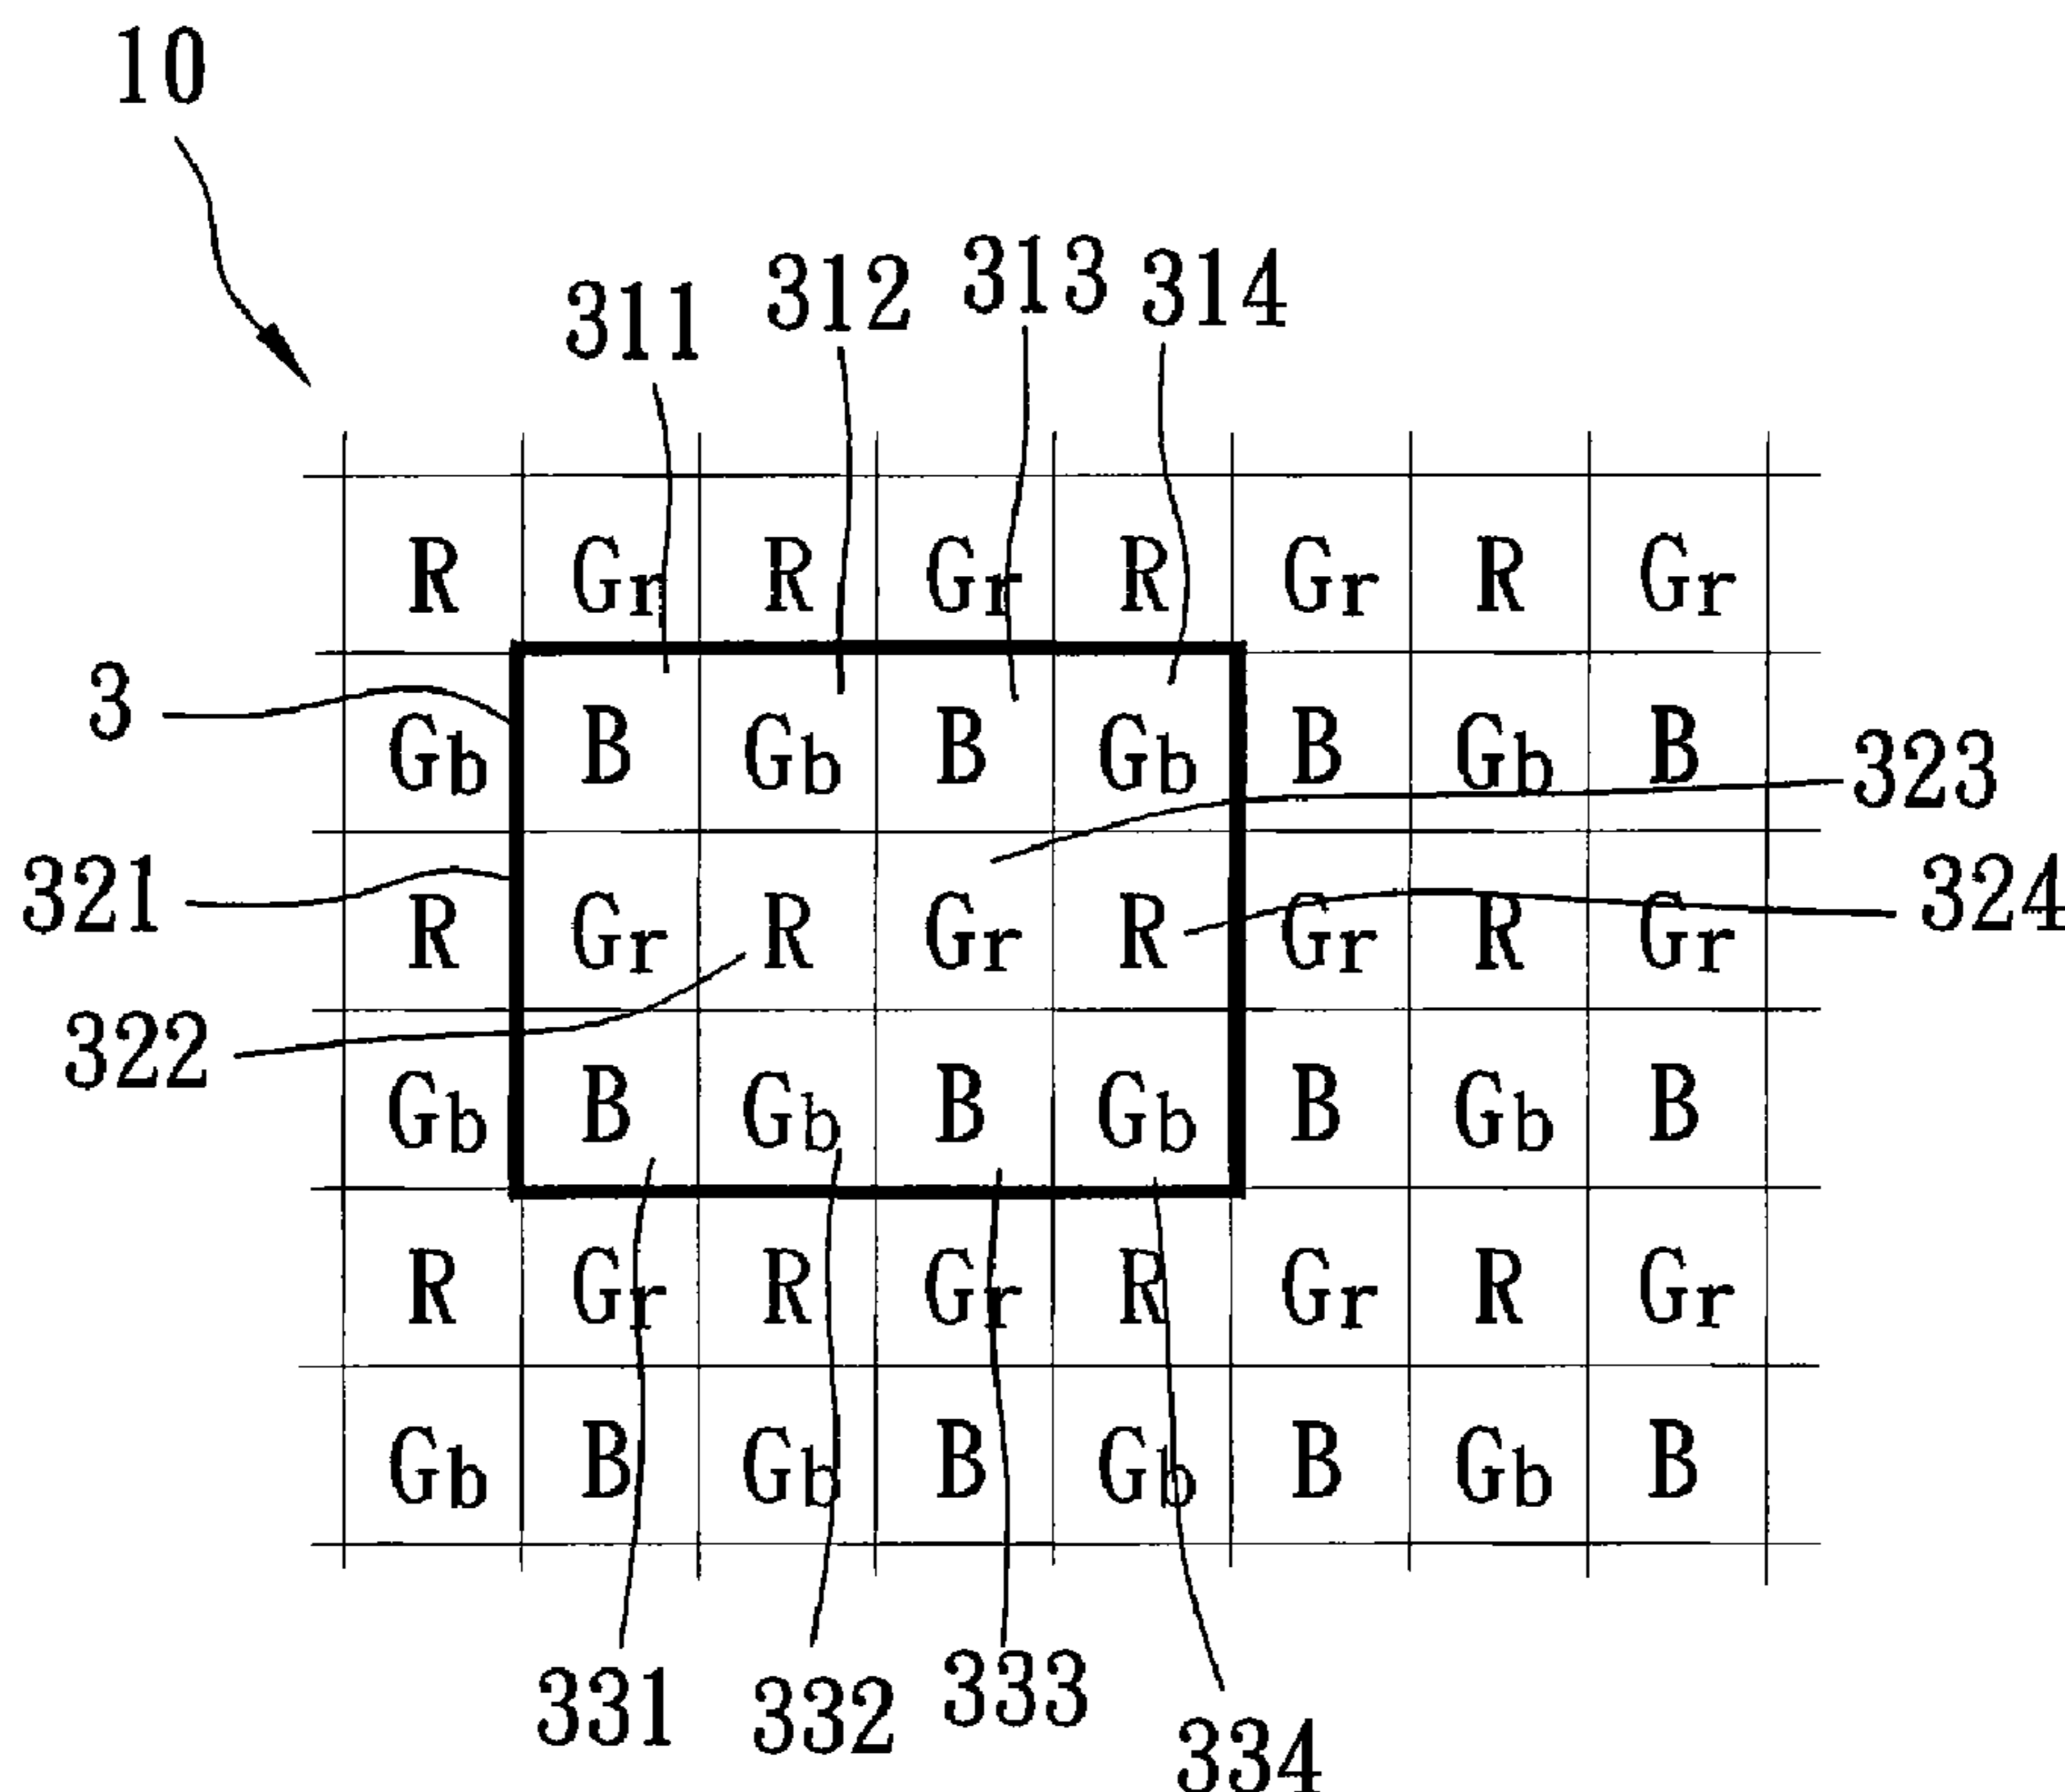 10
311 312 313 314
R Gr R Gr R Gr R Gr
3 Gb B Gb B Gb B Gb B 323
321 R Gr R Gr R Gr R Gr 324
322 Gb B Gb B Gb B Gb B
R Gr R Gr R Gr R Gr
Gb B Gb B Gb B Gb B
331 332 333 334